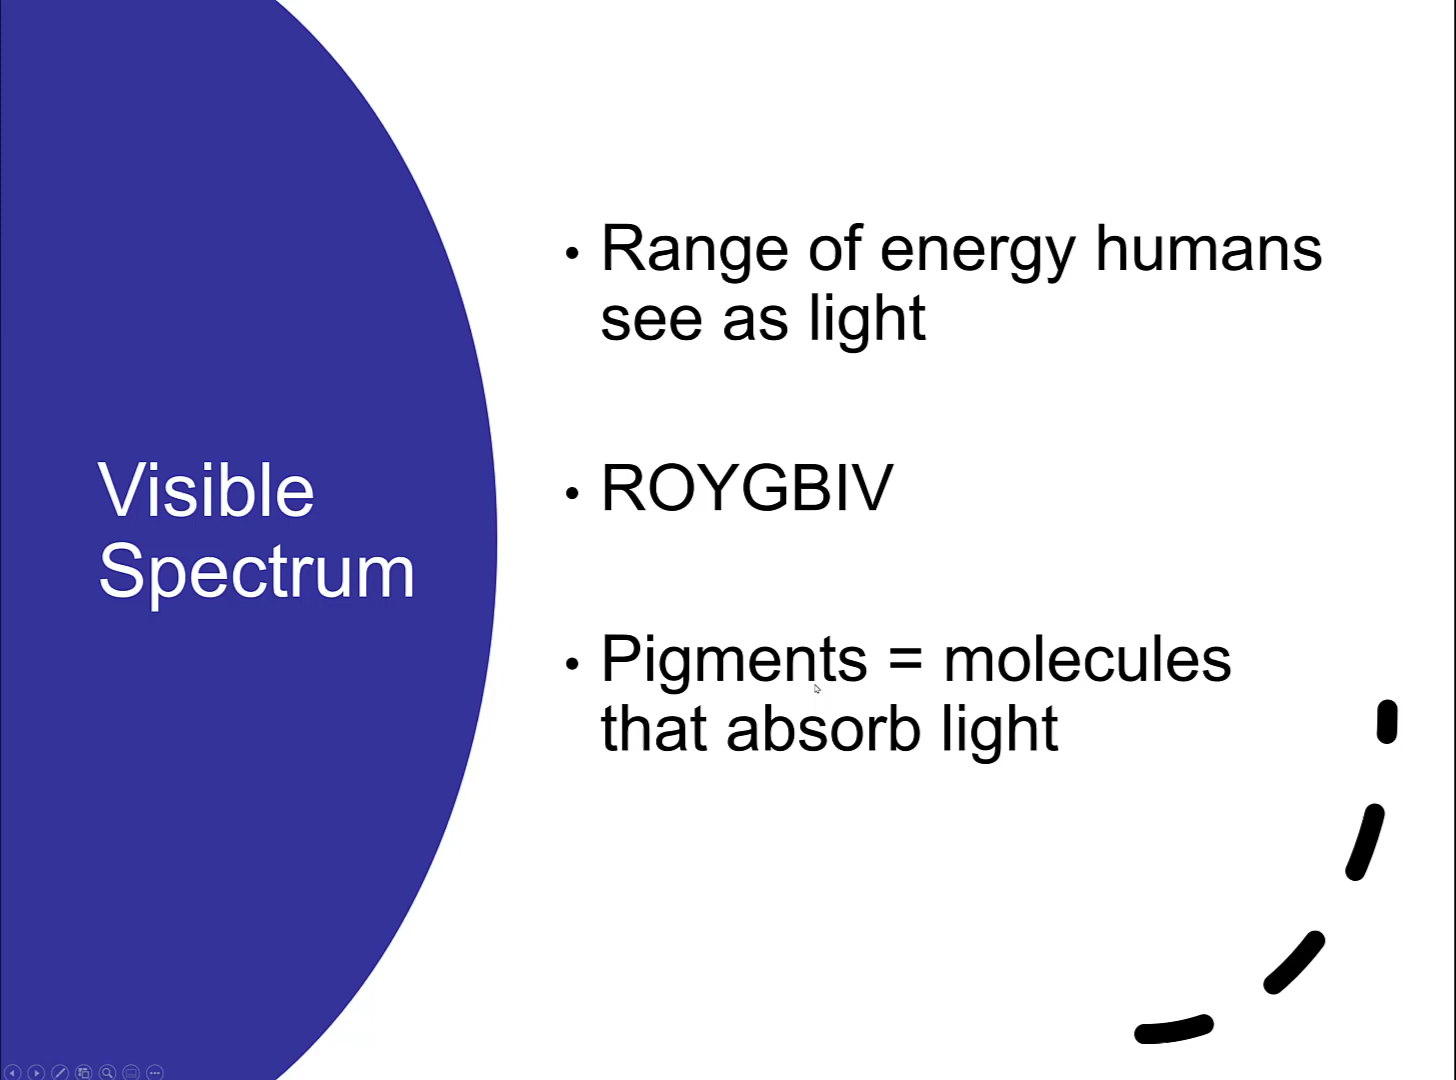 Visible
Spectrum
• Range of energy humans
see as light
• ROYGBIV
• Pigments = molecules
that absorb light